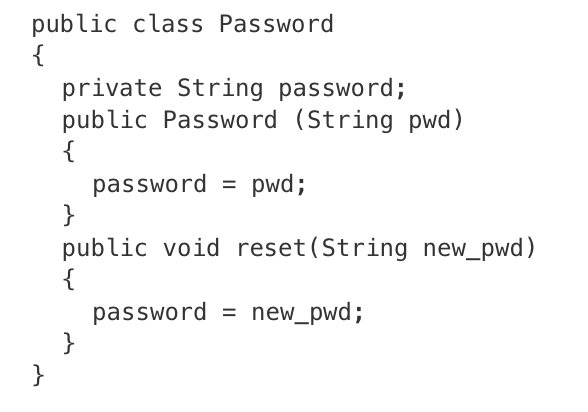 public class Password
{
private String password;
public Password (String pwd)
{
password = pwd;
}
public void reset(String new_pwd)
{
password = new_pwd;
}
}